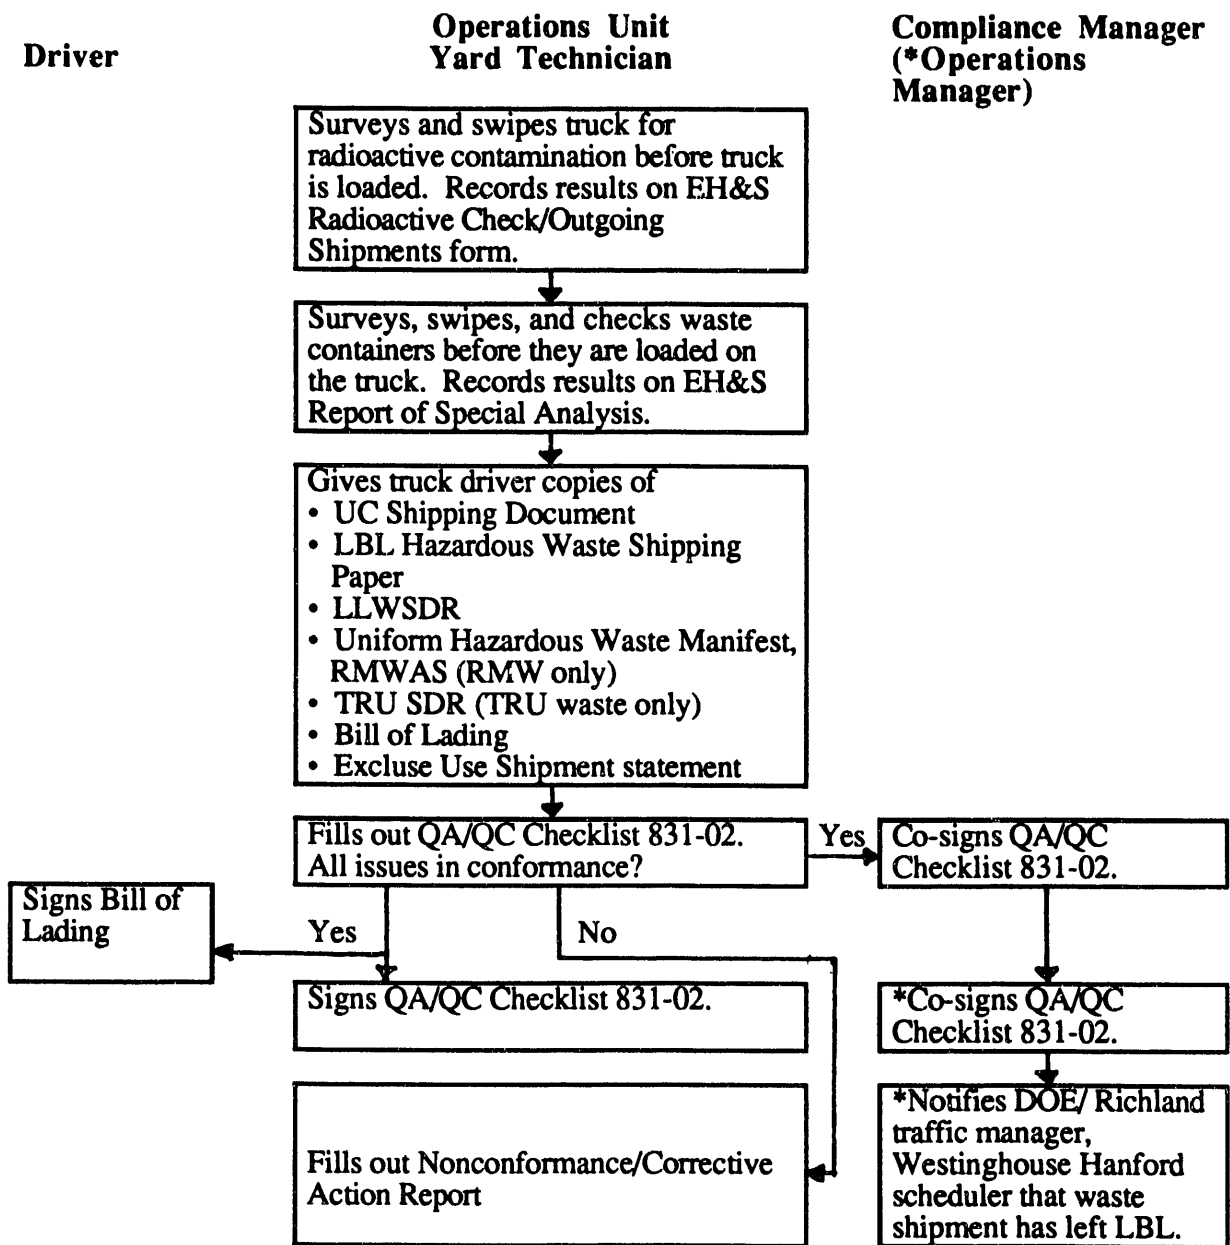 Driver
Operations Unit
Yard Technician
Compliance Manager
(*Operations
Manager)
Surveys and swipes truck for
radioactive contamination before truck
is loaded. Records results on EH&S
Radioactive Check/Outgoing
Shipments form.
Surveys, swipes, and checks waste
containers before they are loaded on
the truck. Records results on EH&S
Report of Special Analysis.
Gives truck driver copies of
• UC Shipping Document
• LBL Hazardous Waste Shipping
Paper
• LLWSDR
• Uniform Hazardous Waste Manifest,
RMWAS (RMW only)
• TRU SDR (TRU waste only)
• Bill of Lading
• Excluse Use Shipment statement
Fills out QA/QC Checklist 831-02.
All issues in conformance?
Yes
Co-signs QA/QC
Checklist 831-02.
Signs Bill of
Lading
Yes
No
Signs QA/QC Checklist 831-02.
*Co-signs QA/QC
Checklist 831-02.
Fills out Nonconformance/Corrective
Action Report
*Notifies DOE/ Richland
traffic manager,
Westinghouse Hanford
scheduler that waste
shipment has left LBL.